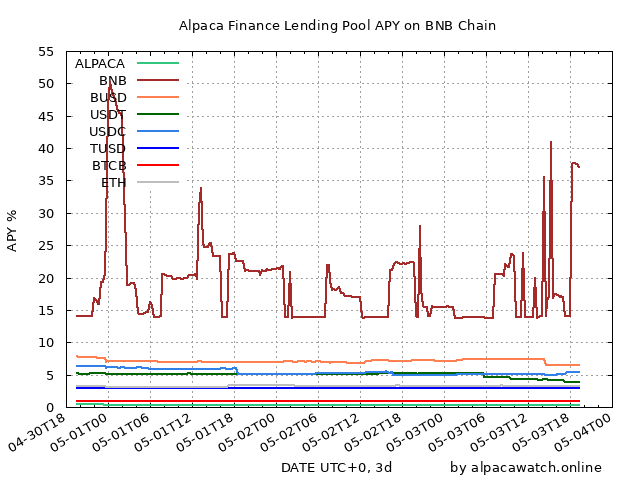 Alpaca Finance Lending Pool APY on BNB Chain
APY %
55
50
45
40
35
30
25
20
15
10
5
0
ALPACA
BNB
BUSD
USDT
USDC
TUSD
BTCB
ETH
04-30T18
05-01T00
05-01T06
05-01T12
05-01T18
05-02T00
05-02T06
05-02T12
05-02T18
05-03T00
05-03T06
05-03T12
05-03T18
05-04T00
DATE UTC+0, 3d
by alpacawatch.online